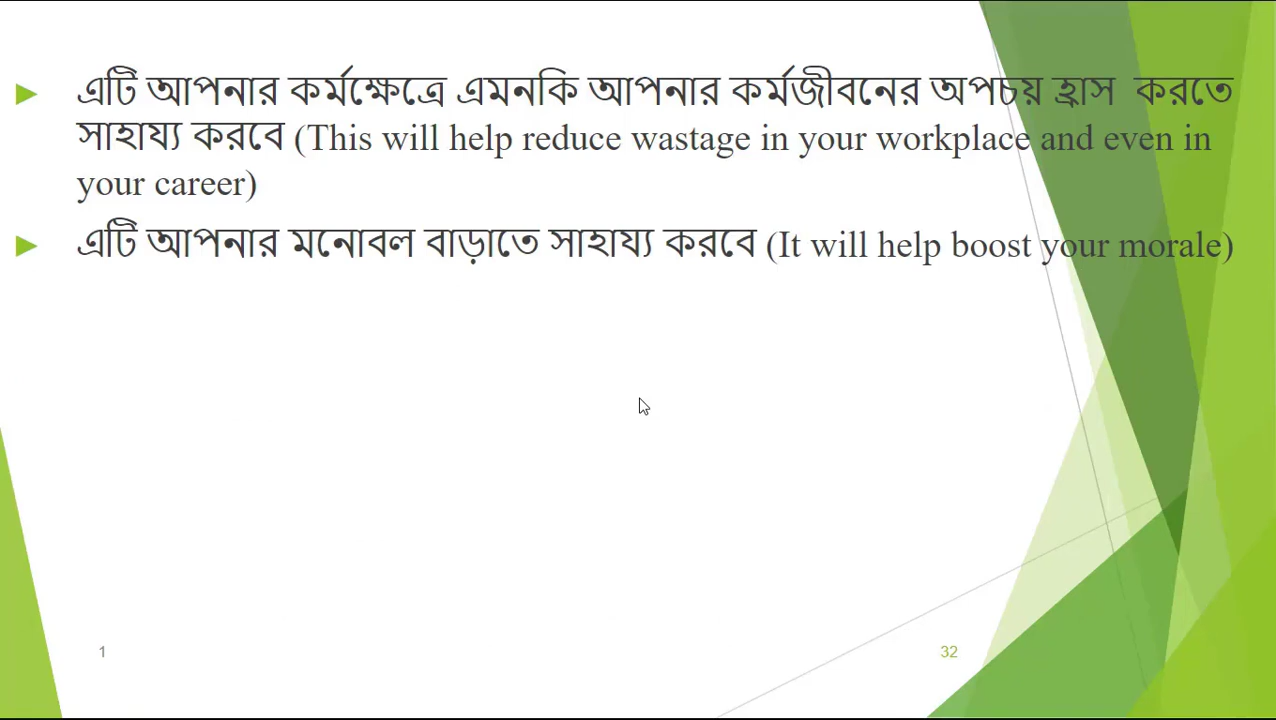 এটি আপনার কর্মক্ষেত্রে এমনকি আপনার কর্মজীবনের অপচয় হ্রাস করতে
সাহায্য করবে (This will help reduce wastage in your workplace and even in
your career)
এটি আপনার মনোবল বাড়াতে সাহায্য করবে (It will help boost your morale)
1
32